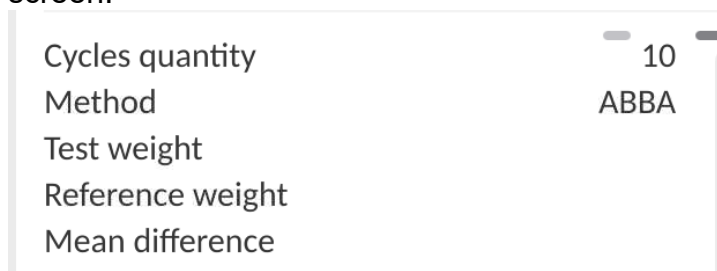 Cycles quantity 10
Method ABBA
Test weight
Reference weight
Mean difference